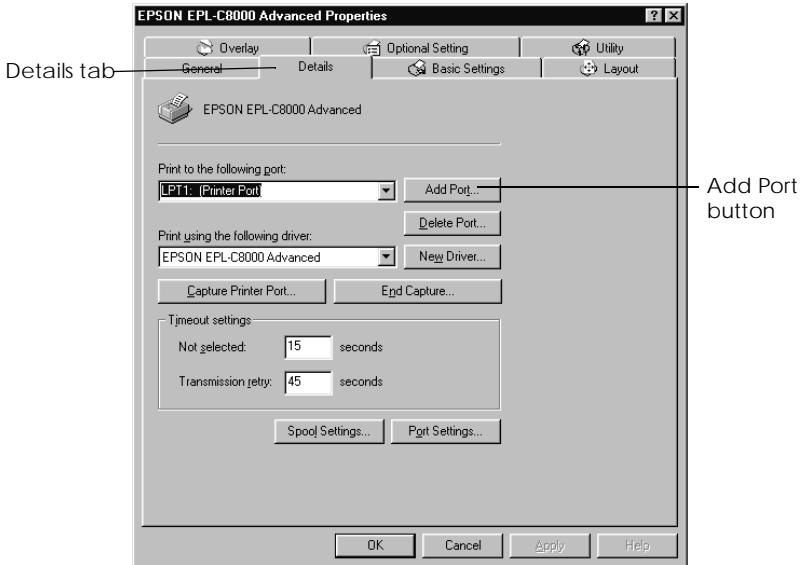 EPSON EPL-C8000 Advanced Properties
Overlay
Optional Setting
Utility
General
Details
Basic Settings
Layout
Details tab
EPSON EPL-C8000 Advanced
Print to the following port:
LPT1: (Printer Port)
Add Port...
Add Port
button
Delete Port...
Print using the following driver:
EPSON EPL-C8000 Advanced
New Driver...
Capture Printer Port...
End Capture...
Timeout settings
Not selected:
15
seconds
Transmission retry:
45
seconds
Spool Settings...
Port Settings...
OK
Cancel
Apply
Help